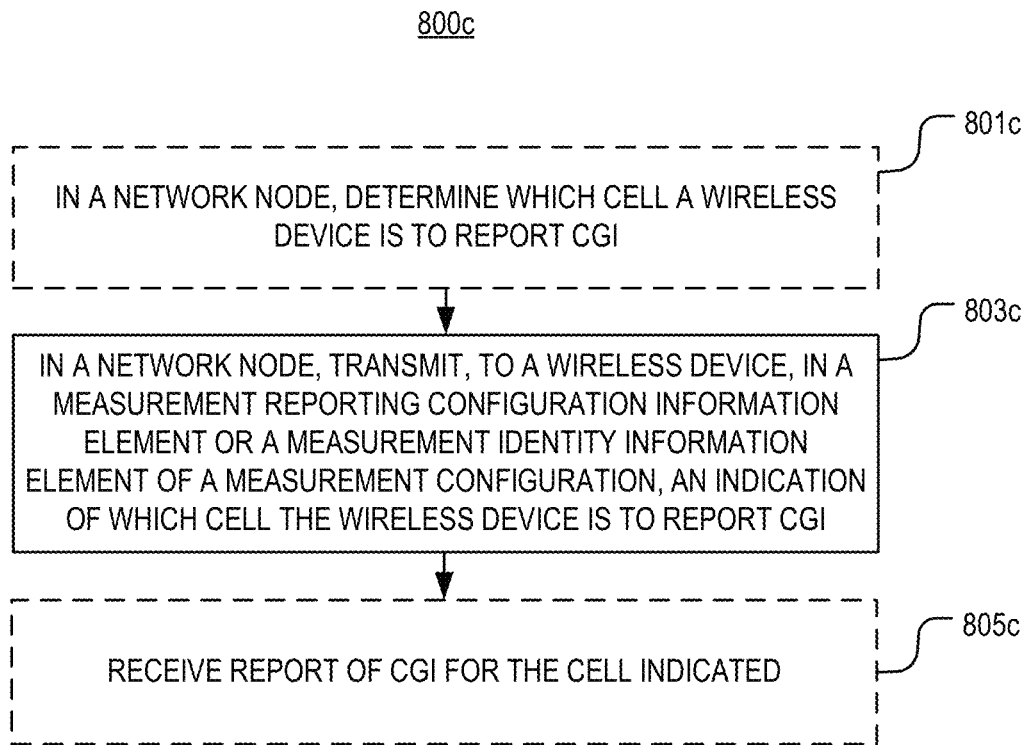 800c
801c
IN A NETWORK NODE, DETERMINE WHICH CELL A WIRELESS
DEVICE IS TO REPORT CGI
803c
IN A NETWORK NODE, TRANSMIT, TO A WIRELESS DEVICE, IN A
MEASUREMENT REPORTING CONFIGURATION INFORMATION
ELEMENT OR A MEASUREMENT IDENTITY INFORMATION
ELEMENT OF A MEASUREMENT CONFIGURATION, AN INDICATION
OF WHICH CELL THE WIRELESS DEVICE IS TO REPORT CGI
805c
RECEIVE REPORT OF CGI FOR THE CELL INDICATED